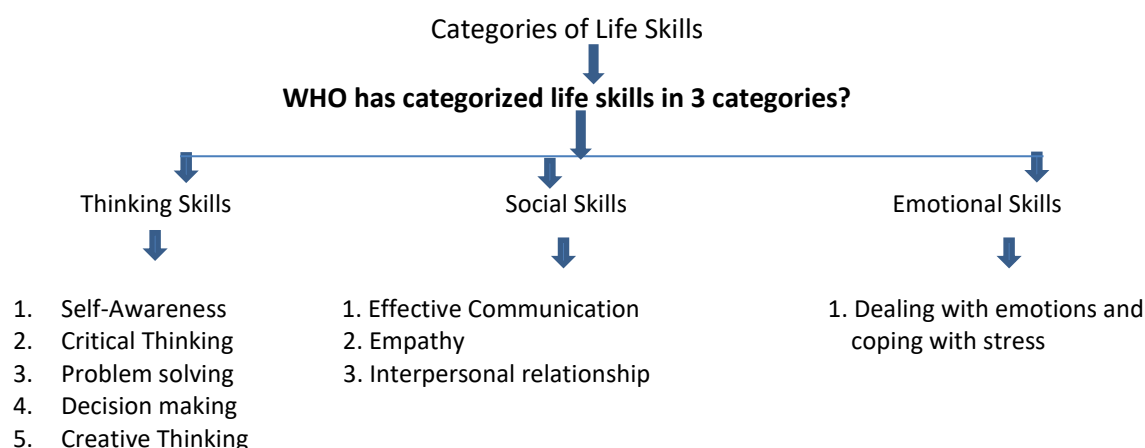 Categories of Life Skills
WHO has categorized life skills in 3 categories?
Thinking Skills
Social Skills
Emotional Skills
1. Self-Awareness
2. Critical Thinking
3. Problem solving
4. Decision making
5. Creative Thinking
1. Effective Communication
2. Empathy
3. Interpersonal relationship
1. Dealing with emotions and
coping with stress